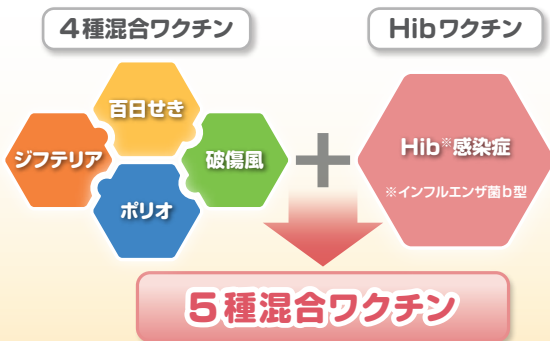 4種混合ワクチン
Hibワクチン
百日せき
ジフテリア
破傷風
ポリオ
+
Hib※感染症
※インフルエンザ菌b型
5種混合ワクチン